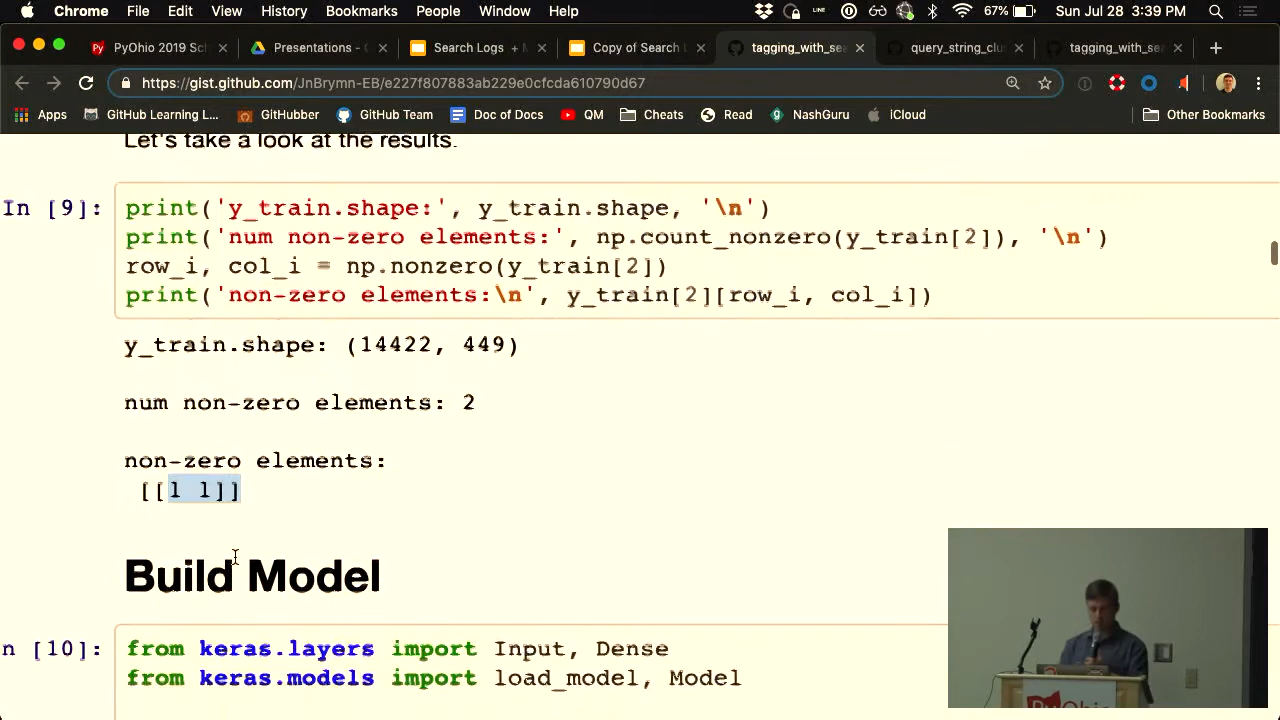 Chrome File Edit View History Bookmarks People Window Help LINE 67% Sun Jul 28 3:39 PM
PyOhio 2019 Sch Presentations - G Search Logs + M Copy of Search L tagging_with_sea query_string_clu tagging_with_sea
https://gist.github.com/JnBrymn-EB/e227f807883ab229e0cfcda610790d67
Apps GitHub Learning L... GitHubber GitHub Team Doc of Docs QM Cheats Read NashGuru iCloud Other Bookmarks
Let's take a look at the results.
In [9]:
print('y_train.shape:', y_train.shape, '\n')
print('num non-zero elements:', np.count_nonzero(y_train[2]), '\n')
row_i, col_i = np.nonzero(y_train[2])
print('non-zero elements:\n', y_train[2][row_i, col_i])
y_train.shape: (14422, 449)
num non-zero elements: 2
non-zero elements:
[[1 1]]
Build Model
n [10]:
from keras.layers import Input, Dense
from keras.models import load_model, Model
PyOhio